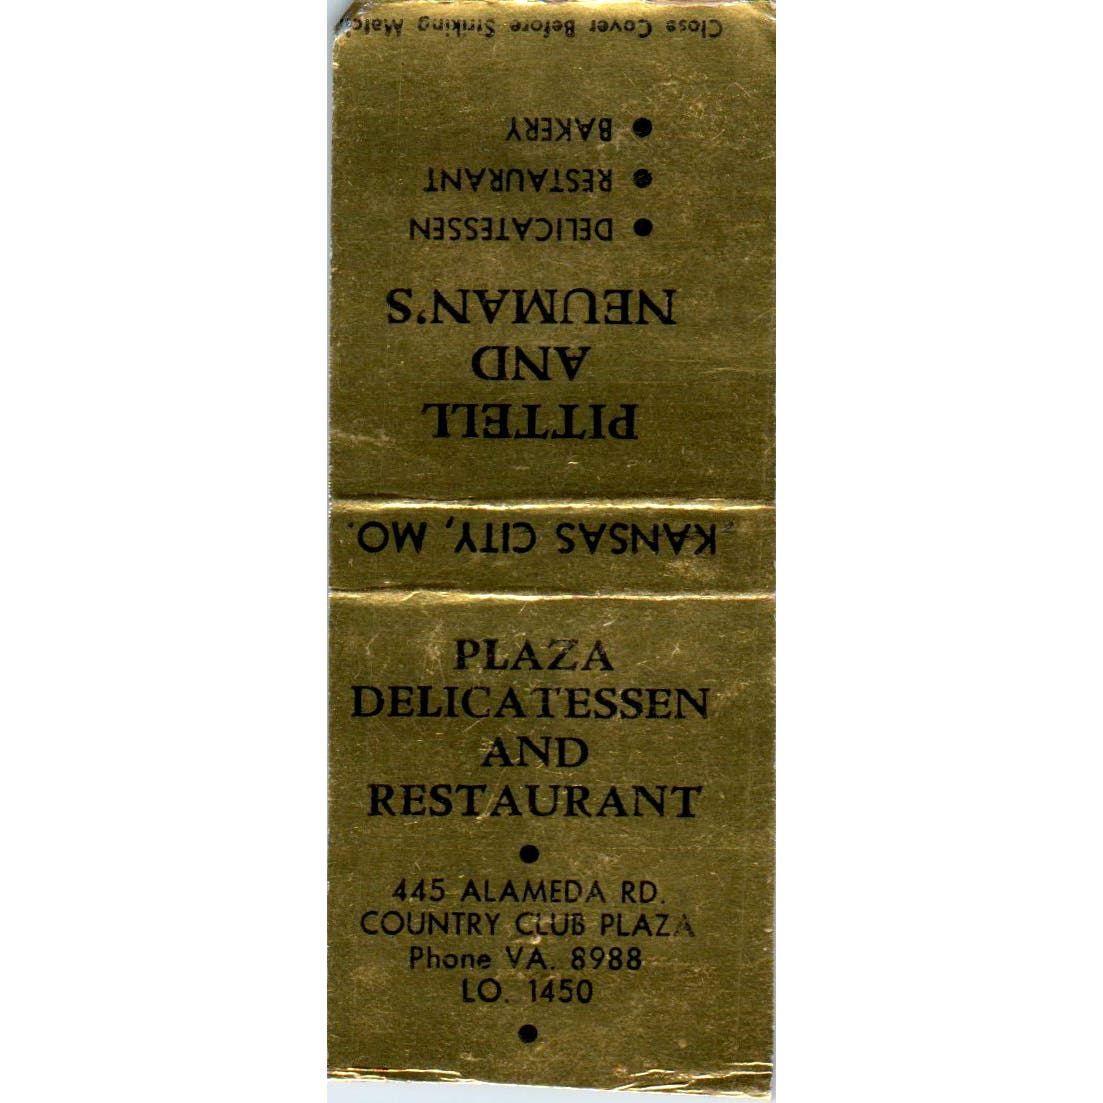 PITTELL
AND
NEUMAN'S
● DELICATESSEN
● RESTAURANT
● BAKERY
Close Cover Before Striking Match
KANSAS CITY, MO.
PLAZA
DELICATESSEN
AND
RESTAURANT
●
445 ALAMEDA RD.
COUNTRY CLUB PLAZA
Phone VA. 8988
LO. 1450
●